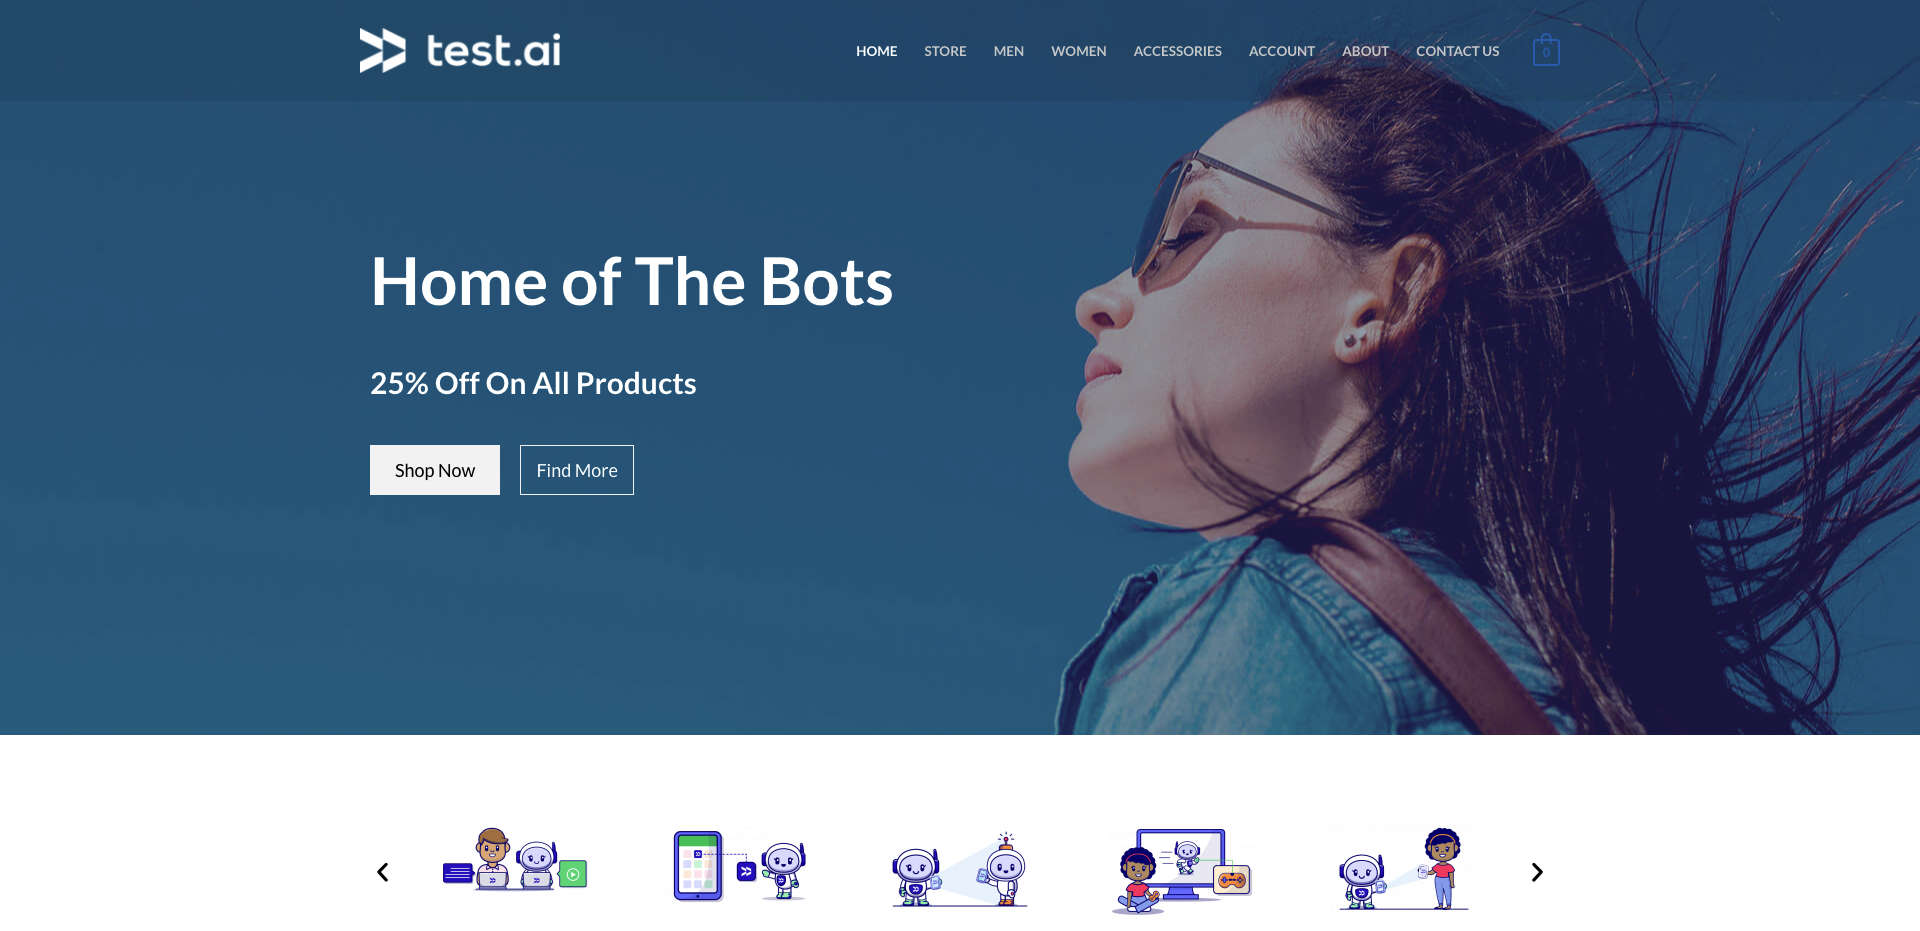 test.ai
HOME STORE MEN WOMEN ACCESSORIES ACCOUNT ABOUT CONTACT US 0
Home of The Bots
25% Off On All Products
Shop Now Find More